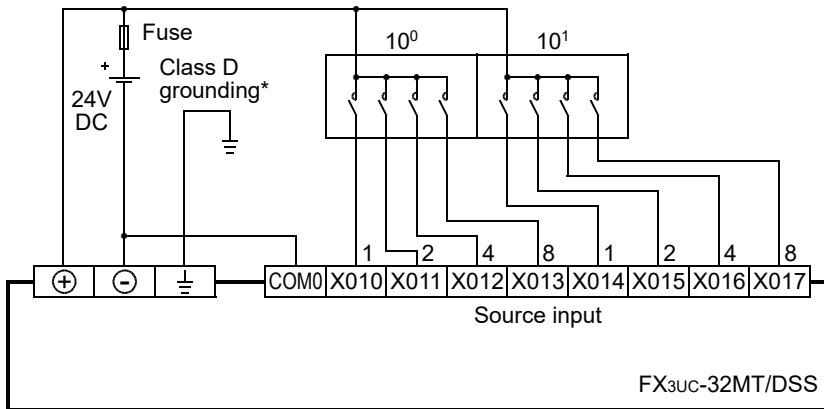 Fuse
Class D
grounding*
+
24V
DC
10⁰ 10¹
1 2 4 8 1 2 4 8
+ - COM0 X010 X011 X012 X013 X014 X015 X016 X017
Source input
FX3UC-32MT/DSS